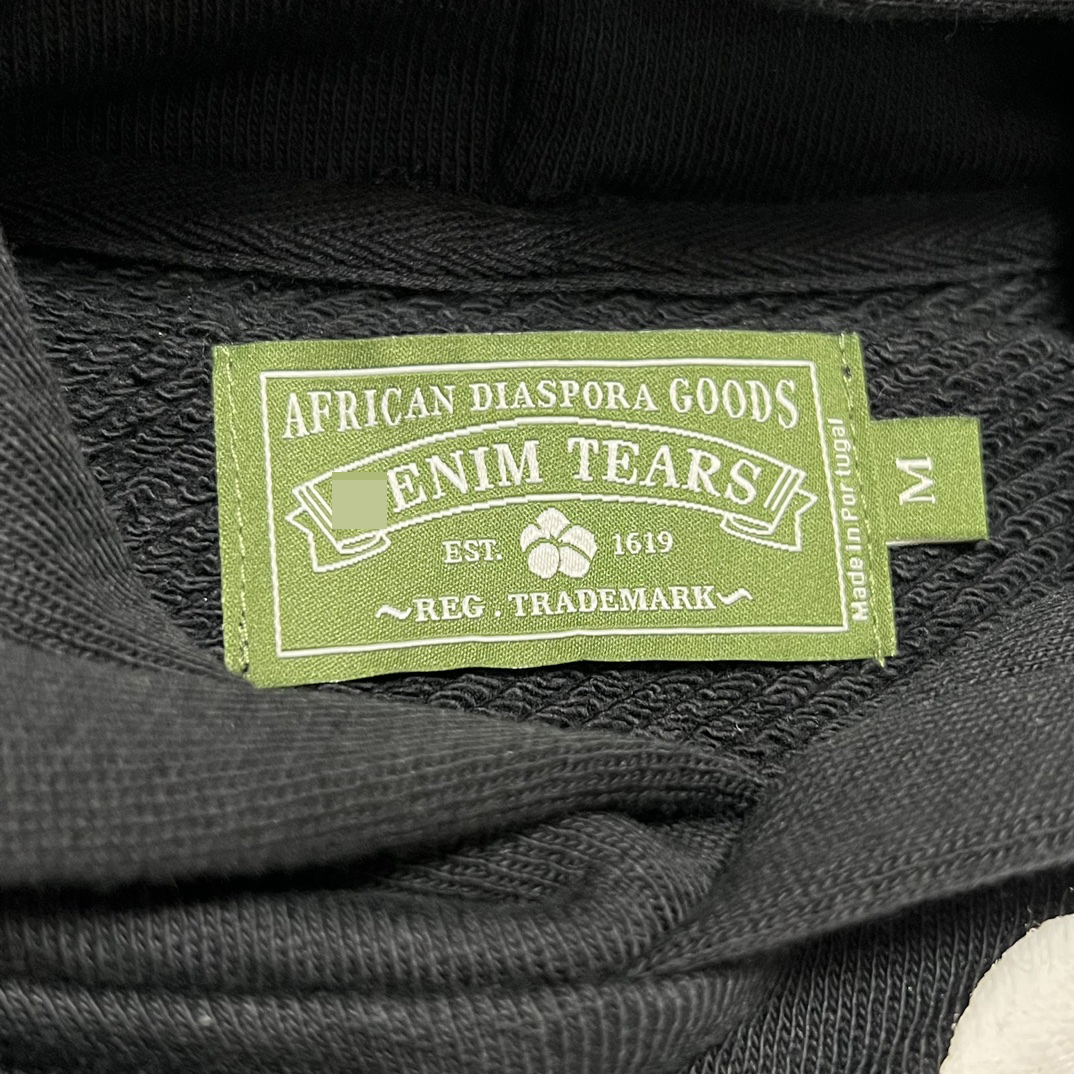 AFRICAN DIASPORA GOODS
ENIM TEARS
EST. 1619
~REG . TRADEMARK~
Made in Portugal
M